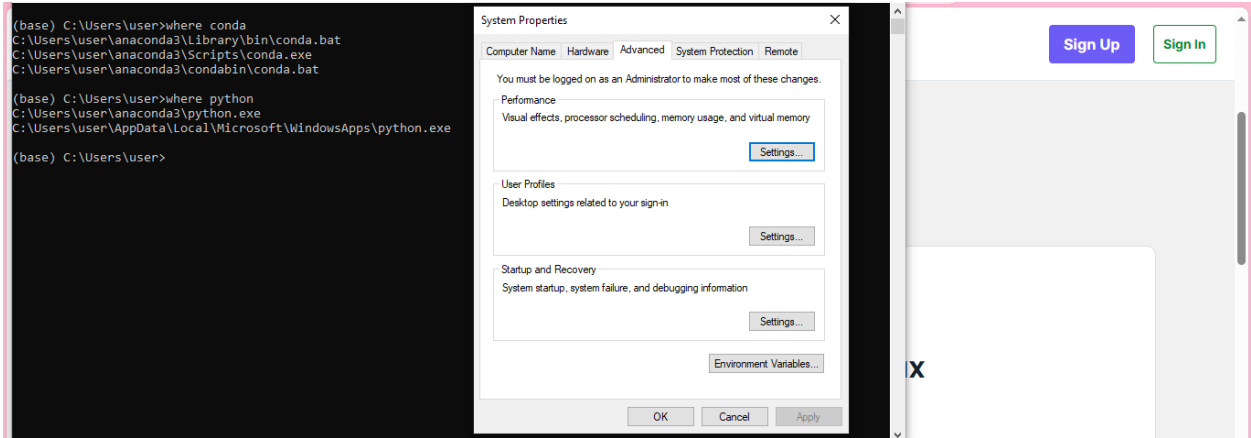 (base) C:\Users\user>where conda
C:\Users\user\anaconda3\Library\bin\conda.bat
C:\Users\user\anaconda3\Scripts\conda.exe
C:\Users\user\anaconda3\condabin\conda.bat
(base) C:\Users\user>where python
C:\Users\user\anaconda3\python.exe
C:\Users\user\AppData\Local\Microsoft\WindowsApps\python.exe
(base) C:\Users\user>
System Properties
Computer Name Hardware Advanced System Protection Remote
You must be logged on as an Administrator to make most of these changes.
Performance
Visual effects, processor scheduling, memory usage, and virtual memory
Settings...
User Profiles
Desktop settings related to your sign-in
Settings...
Startup and Recovery
System startup, system failure, and debugging information
Settings...
Environment Variables...
OK Cancel Apply
Sign Up Sign In